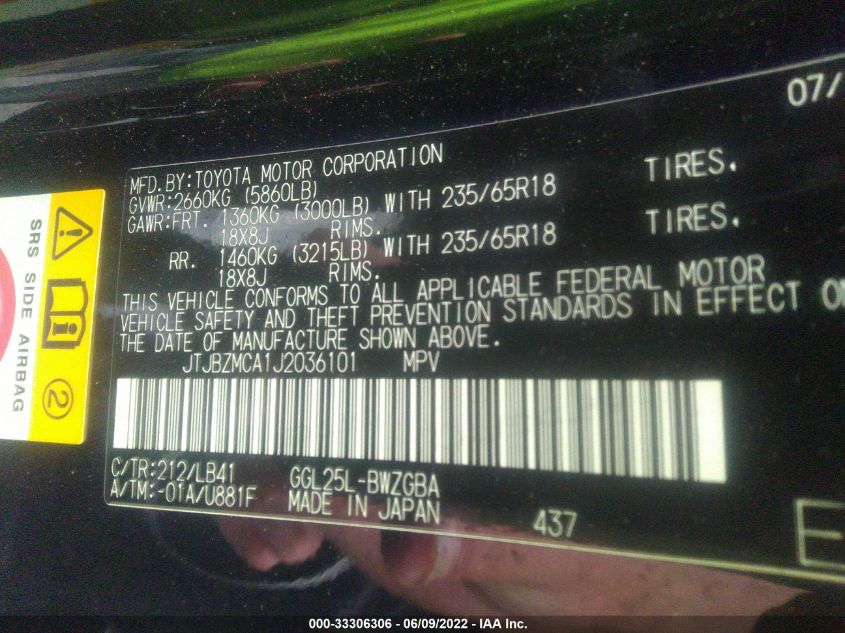 07/
MFD.BY:TOYOTA MOTOR CORPORATION
GVWR:2660KG (5860LB)
GAWR:FRT. 1360KG (3000LB) WITH 235/65R18 TIRES.
18X8J RIMS.
RR. 1460KG (3215LB) WITH 235/65R18 TIRES.
18X8J RIMS.
THIS VEHICLE CONFORMS TO ALL APPLICABLE FEDERAL MOTOR
VEHICLE SAFETY AND THEFT PREVENTION STANDARDS IN EFFECT O
THE DATE OF MANUFACTURE SHOWN ABOVE.
JTJBZMCA1J2036101 MPV
C/TR:212/LB41 GGL25L-BWZGBA
A/TM:-01A/U881F MADE IN JAPAN 437
E
SRS SIDE AIRBAG
2
000-33306306 - 06/09/2022 - IAA Inc.